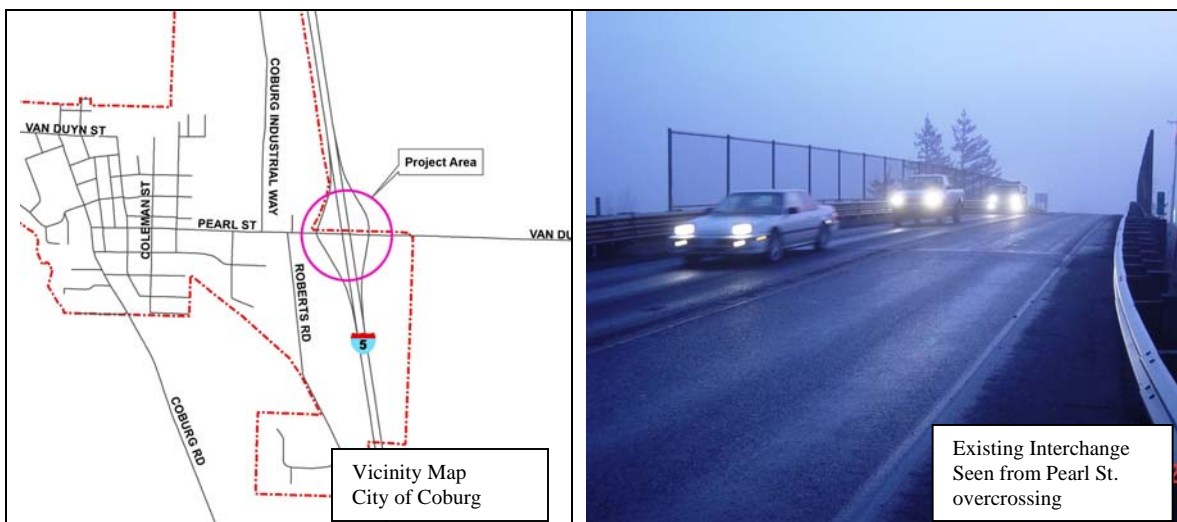 VAN DUYN ST
COLEMAN ST
COBURG INDUSTRIAL WAY
Project Area
PEARL ST
VAN DU
ROBERTS RD
5
COBURG RD
Vicinity Map
City of Coburg
Existing Interchange
Seen from Pearl St.
overcrossing